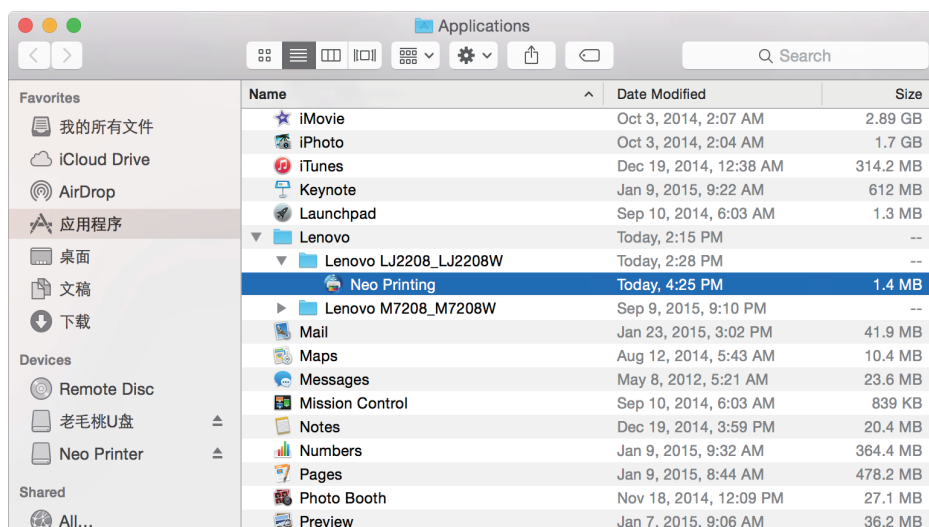 Applications
Search
Favorites
我的所有文件
iCloud Drive
AirDrop
应用程序
桌面
文稿
下载
Devices
Remote Disc
老毛桃U盘
Neo Printer
Shared
All...
Name Date Modified Size
iMovie Oct 3, 2014, 2:07 AM 2.89 GB
iPhoto Oct 3, 2014, 2:04 AM 1.7 GB
iTunes Dec 19, 2014, 12:38 AM 314.2 MB
Keynote Jan 9, 2015, 9:22 AM 612 MB
Launchpad Sep 10, 2014, 6:03 AM 1.3 MB
Lenovo Today, 2:15 PM --
Lenovo LJ2208_LJ2208W Today, 2:28 PM --
Neo Printing Today, 4:25 PM 1.4 MB
Lenovo M7208_M7208W Sep 9, 2015, 9:10 PM --
Mail Jan 23, 2015, 3:02 PM 41.9 MB
Maps Aug 12, 2014, 5:43 AM 10.4 MB
Messages May 8, 2012, 5:21 AM 23.6 MB
Mission Control Sep 10, 2014, 6:03 AM 839 KB
Notes Dec 19, 2014, 3:59 PM 20.4 MB
Numbers Jan 9, 2015, 9:32 AM 364.4 MB
Pages Jan 9, 2015, 8:44 AM 478.2 MB
Photo Booth Nov 18, 2014, 12:09 PM 27.1 MB
Preview Jan 7, 2015, 9:06 AM 36.2 MB